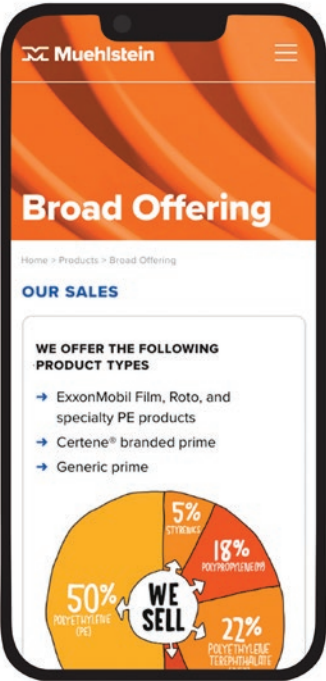 Muehlstein
Broad Offering
Home > Products > Broad Offering
OUR SALES
WE OFFER THE FOLLOWING
PRODUCT TYPES
→ ExxonMobil Film, Roto, and
specialty PE products
→ Certene® branded prime
→ Generic prime
5%
STYRENICS
18%
POLYPROPYLENE (PP)
50%
POLYETHYLENE
(PE)
WE
SELL
22%
POLYETHYLENE
TEREPHTHALATE